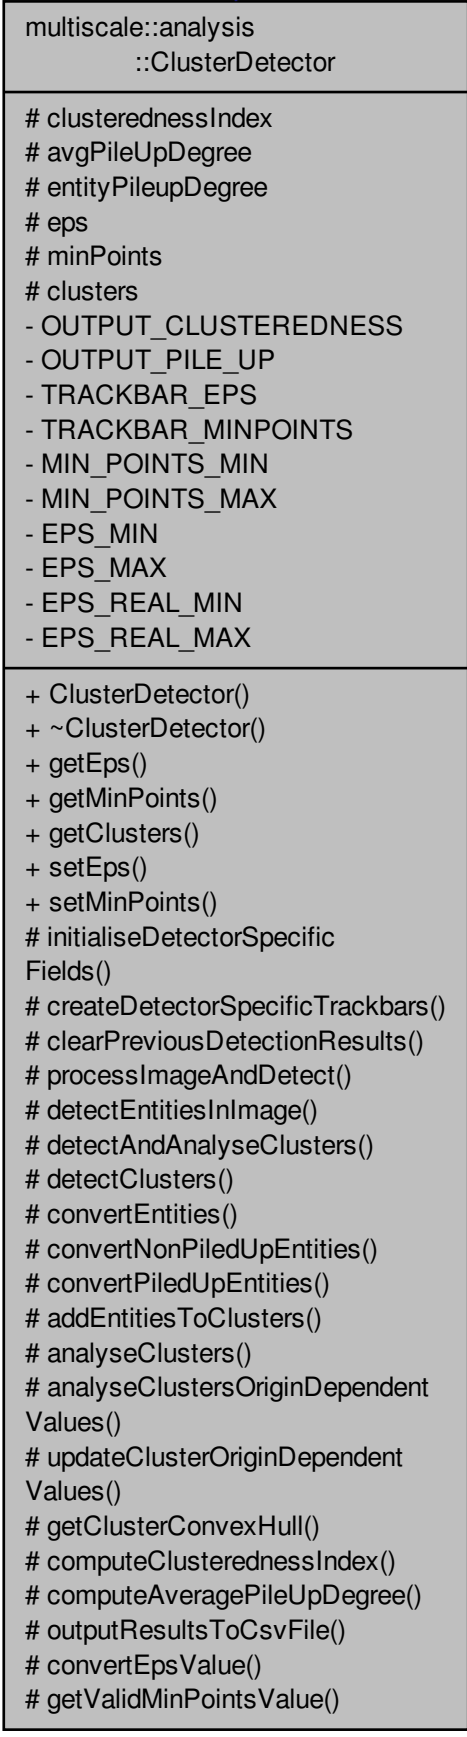 multiscale::analysis
::ClusterDetector
# clusterednessIndex
# avgPileUpDegree
# entityPileupDegree
# eps
# minPoints
# clusters
- OUTPUT_CLUSTEREDNESS
- OUTPUT_PILE_UP
- TRACKBAR_EPS
- TRACKBAR_MINPOINTS
- MIN_POINTS_MIN
- MIN_POINTS_MAX
- EPS_MIN
- EPS_MAX
- EPS_REAL_MIN
- EPS_REAL_MAX
+ ClusterDetector()
+ ~ClusterDetector()
+ getEps()
+ getMinPoints()
+ getClusters()
+ setEps()
+ setMinPoints()
# initialiseDetectorSpecific
Fields()
# createDetectorSpecificTrackbars()
# clearPreviousDetectionResults()
# processImageAndDetect()
# detectEntitiesInImage()
# detectAndAnalyseClusters()
# detectClusters()
# convertEntities()
# convertNonPiledUpEntities()
# convertPiledUpEntities()
# addEntitiesToClusters()
# analyseClusters()
# analyseClustersOriginDependent
Values()
# updateClusterOriginDependent
Values()
# getClusterConvexHull()
# computeClusterednessIndex()
# computeAveragePileUpDegree()
# outputResultsToCsvFile()
# convertEpsValue()
# getValidMinPointsValue()